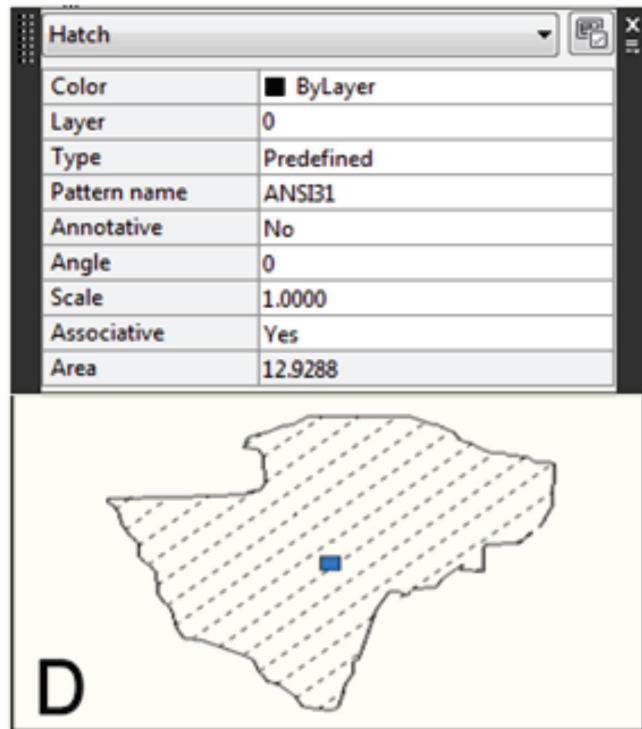 Hatch
Color ByLayer
Layer 0
Type Predefined
Pattern name ANSI31
Annotative No
Angle 0
Scale 1.0000
Associative Yes
Area 12.9288
D